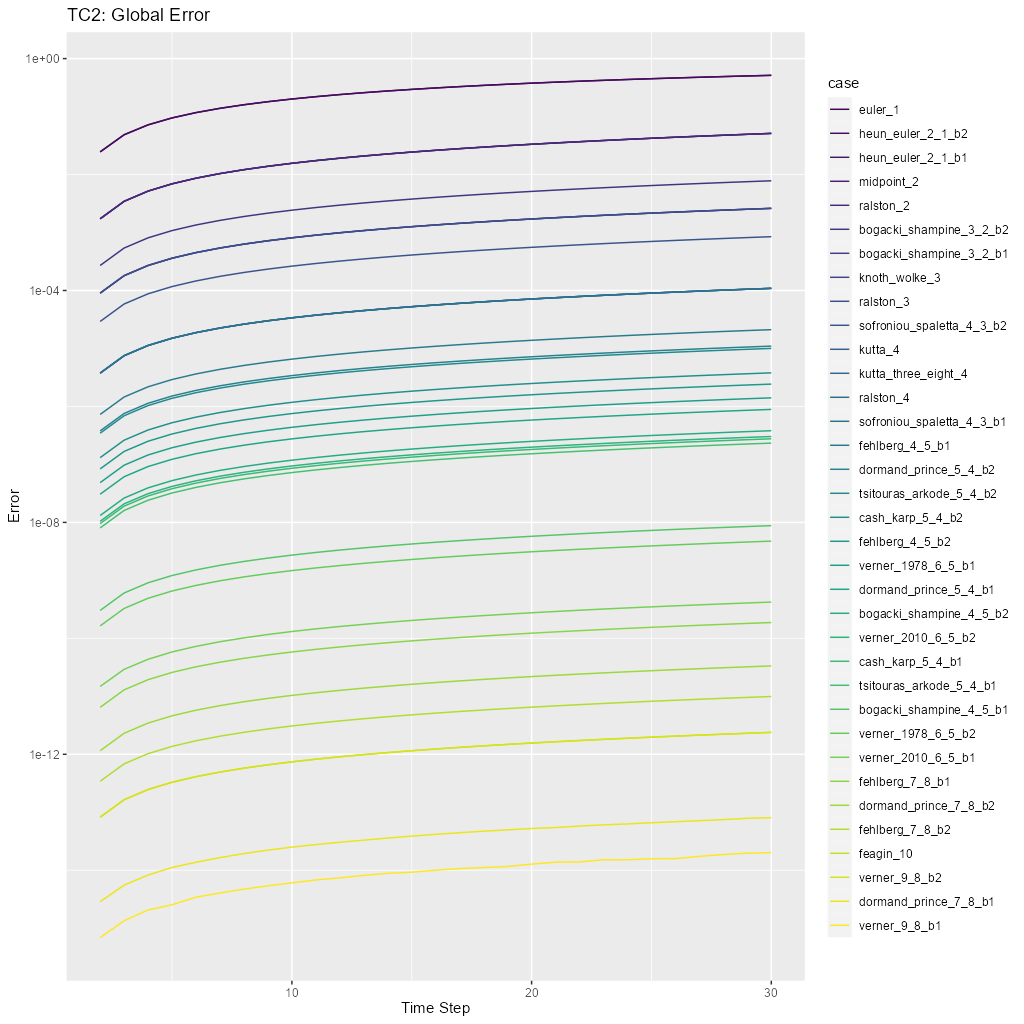 TC2: Global Error
1e+00
1e-04
1e-08
1e-12
Error
10
20
30
Time Step
case
euler_1
heun_euler_2_1_b2
heun_euler_2_1_b1
midpoint_2
ralston_2
bogacki_shampine_3_2_b2
bogacki_shampine_3_2_b1
knoth_wolke_3
ralston_3
sofroniou_spaletta_4_3_b2
kutta_4
kutta_three_eight_4
ralston_4
sofroniou_spaletta_4_3_b1
fehlberg_4_5_b1
dormand_prince_5_4_b2
tsitouras_arkode_5_4_b2
cash_karp_5_4_b2
fehlberg_4_5_b2
verner_1978_6_5_b1
dormand_prince_5_4_b1
bogacki_shampine_4_5_b2
verner_2010_6_5_b2
cash_karp_5_4_b1
tsitouras_arkode_5_4_b1
bogacki_shampine_4_5_b1
verner_1978_6_5_b2
verner_2010_6_5_b1
fehlberg_7_8_b1
dormand_prince_7_8_b2
fehlberg_7_8_b2
feagin_10
verner_9_8_b2
dormand_prince_7_8_b1
verner_9_8_b1